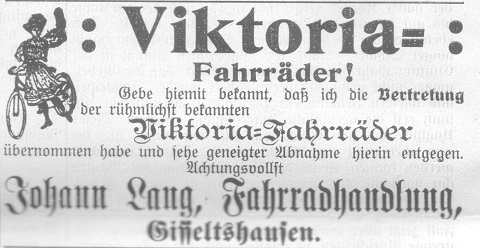 : Viktoria= :
Fahrräder!
Gebe hiemit bekannt, daß ich die Vertretung
der rühmlichst bekannten
Viktoria=Fahrräder
übernommen habe und sehe geneigter Abnahme hierin entgegen.
Achtungsvollst
Johann Lang, Fahrradhandlung,
Gisseltshausen.